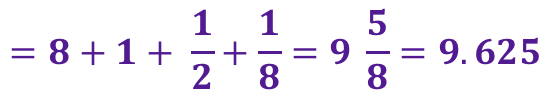 = 8 + 1 + 1/2 + 1/8 = 9 5/8 = 9.625